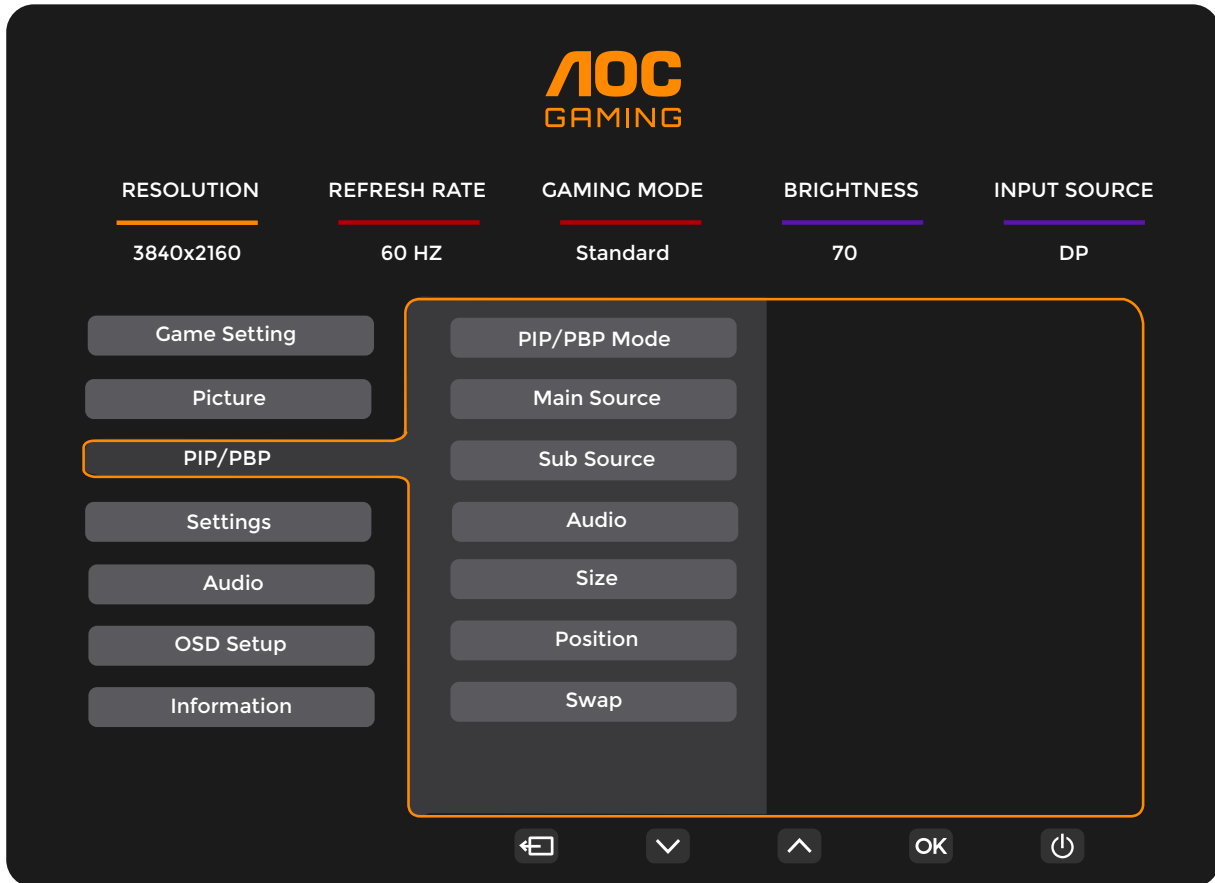 AOC
GAMING
RESOLUTION REFRESH RATE GAMING MODE BRIGHTNESS INPUT SOURCE
3840x2160 60 HZ Standard 70 DP
Game Setting
Picture
PIP/PBP
Settings
Audio
OSD Setup
Information
PIP/PBP Mode
Main Source
Sub Source
Audio
Size
Position
Swap
OK